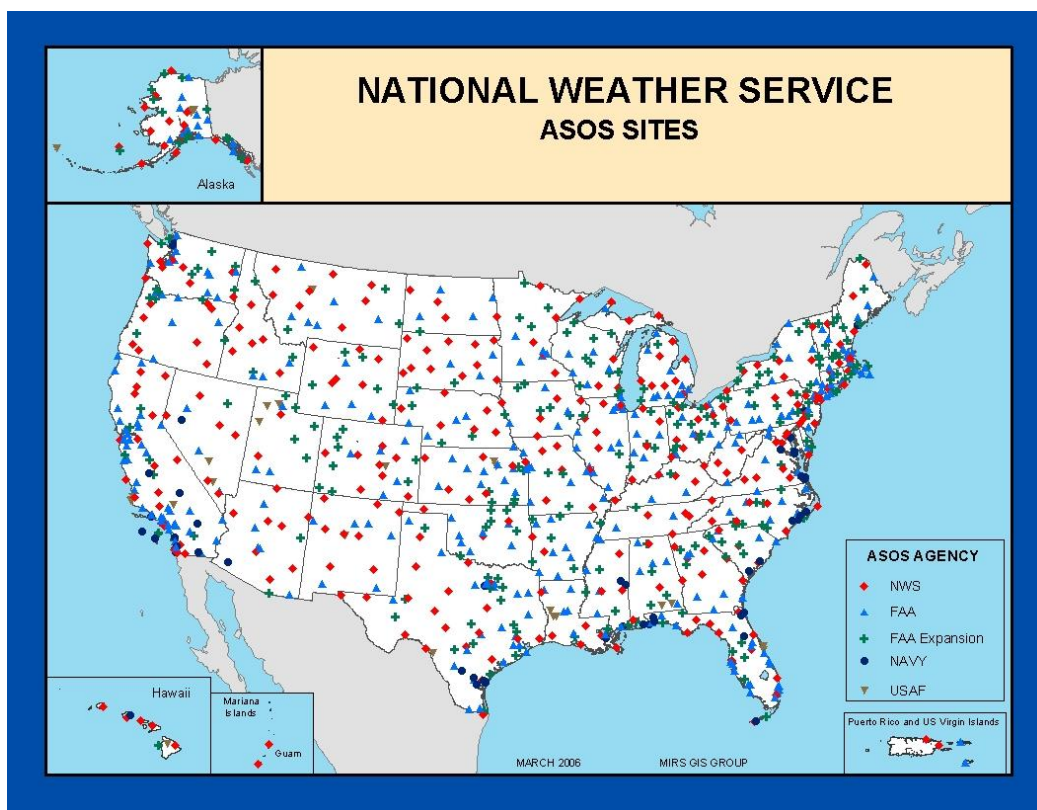 NATIONAL WEATHER SERVICE
ASOS SITES
Alaska
ASOS AGENCY
NWS
FAA
FAA Expansion
NAVY
USAF
Hawaii
Mariana
Islands
Guam
Puerto Rico and US Virgin Islands
MARCH 2006
MIRS GIS GROUP